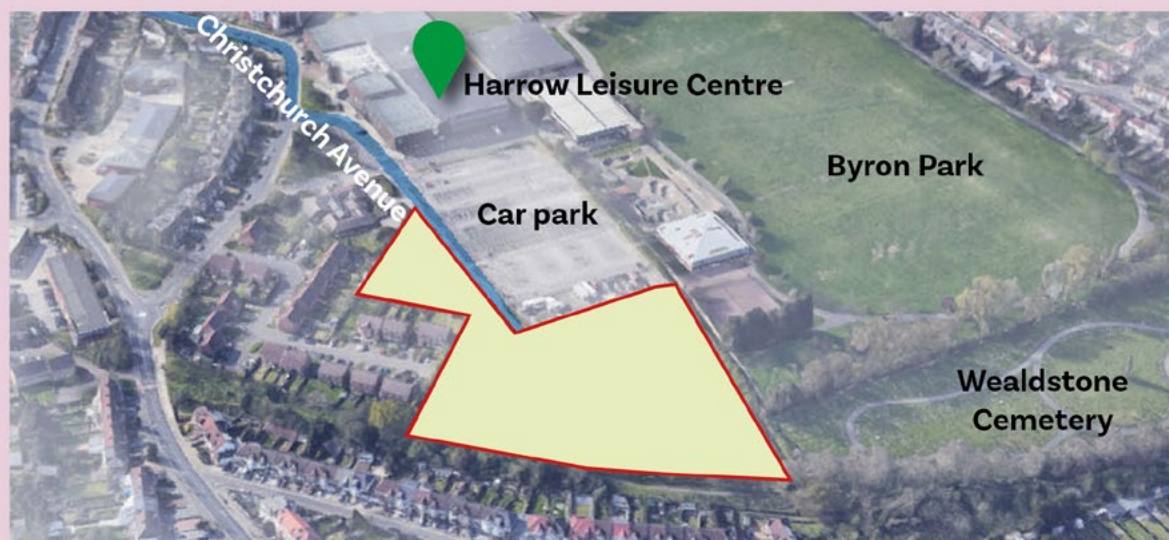 Christchurch Avenue
Harrow Leisure Centre
Byron Park
Car park
Wealdstone
Cemetery